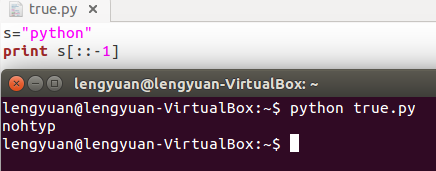 true.py
s="python"
print s[::-1]
lengyuan@lengyuan-VirtualBox: ~
lengyuan@lengyuan-VirtualBox:~$ python true.py
nohtyp
lengyuan@lengyuan-VirtualBox:~$